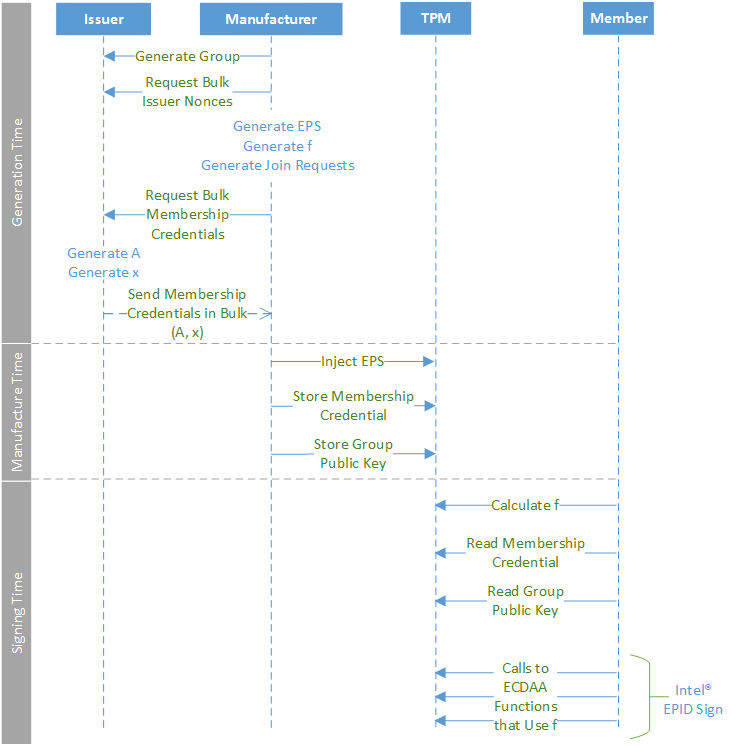 Issuer
Manufacturer
TPM
Member
Generation Time
Generate Group
Request Bulk
Issuer Nonces
Generate EPS
Generate f
Generate Join Requests
Request Bulk
Membership
Credentials
Generate A
Generate x
Send Membership
Credentials in Bulk
(A, x)
Manufacture Time
Inject EPS
Store Membership
Credential
Store Group
Public Key
Signing Time
Calculate f
Read Membership
Credential
Read Group
Public Key
Calls to
ECDAA
Functions
that Use f
Intel®
EPID Sign